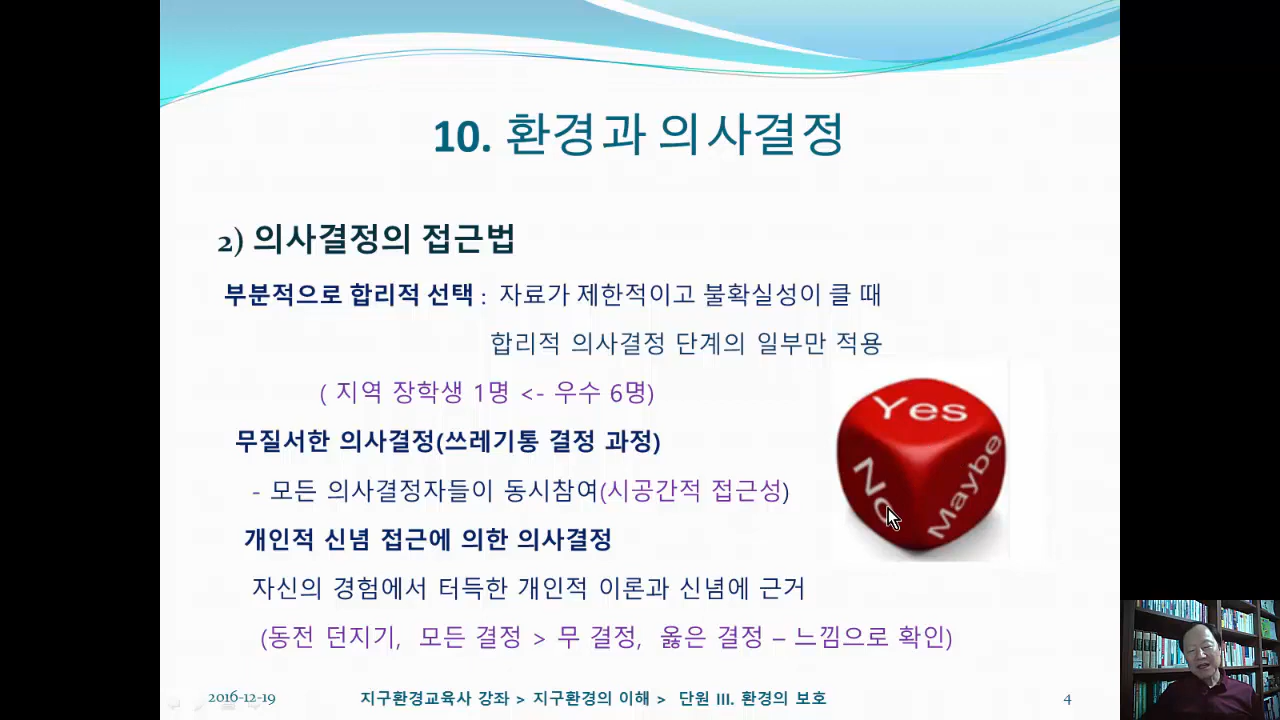 10. 환경과 의사결정
2) 의사결정의 접근법
부분적으로 합리적 선택 : 자료가 제한적이고 불확실성이 클 때
합리적 의사결정 단계의 일부만 적용
( 지역 장학생 1명 <- 우수 6명)
무질서한 의사결정(쓰레기통 결정 과정)
- 모든 의사결정자들이 동시참여(시공간적 접근성)
개인적 신념 접근에 의한 의사결정
자신의 경험에서 터득한 개인적 이론과 신념에 근거
(동전 던지기, 모든 결정 > 무 결정, 옳은 결정 – 느낌으로 확인)
Yes
No
Maybe
2016-12-19 지구환경교육사 강좌 > 지구환경의 이해 > 단원 III. 환경의 보호 4